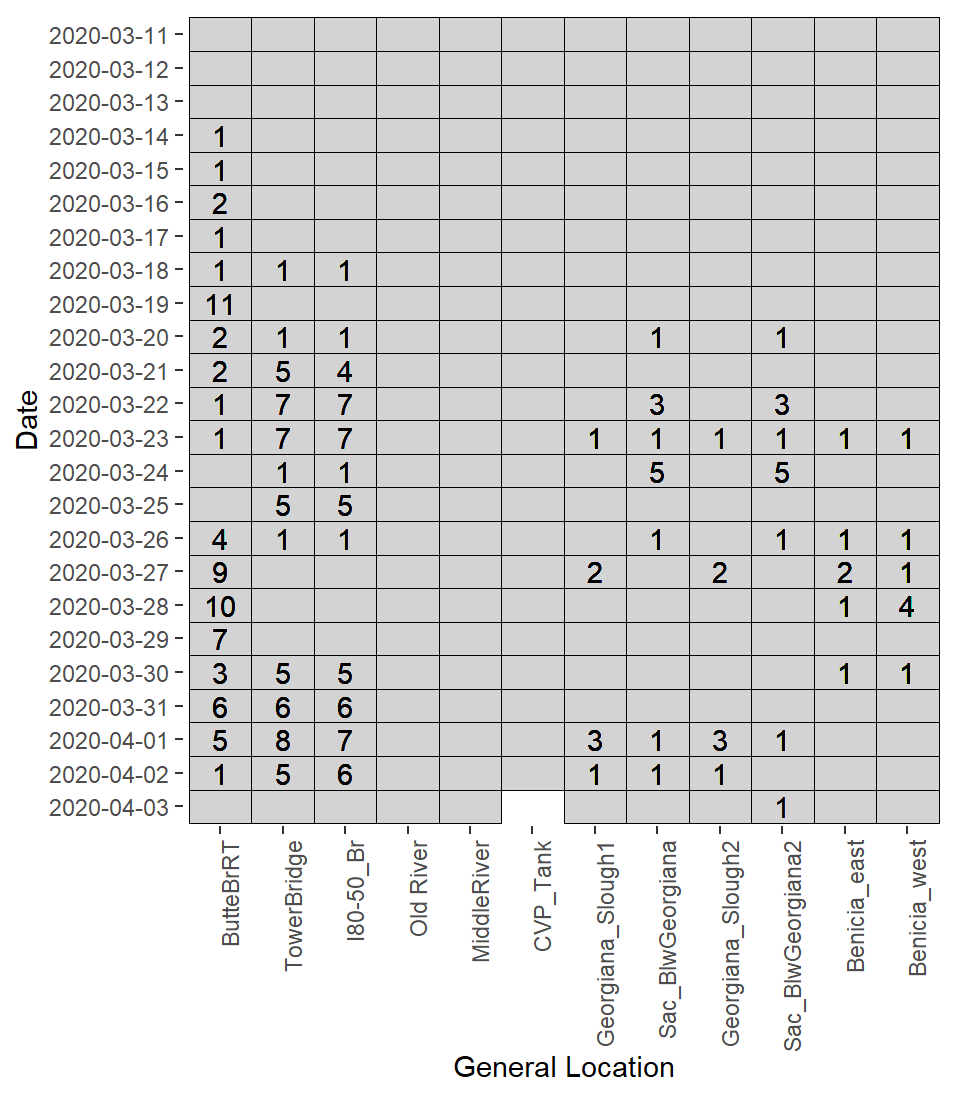 2020-03-11
2020-03-12
2020-03-13
2020-03-14 1
2020-03-15 1
2020-03-16 2
2020-03-17 1
2020-03-18 1 1 1
2020-03-19 11
2020-03-20 2 1 1 1 1
2020-03-21 2 5 4
2020-03-22 1 7 7 3 3
2020-03-23 1 7 7 1 1 1 1 1 1
2020-03-24 1 1 5 5
2020-03-25 5 5
2020-03-26 4 1 1 1 1 1 1
2020-03-27 9 2 2 2 1
2020-03-28 10 1 4
2020-03-29 7
2020-03-30 3 5 5 1 1
2020-03-31 6 6 6
2020-04-01 5 8 7 3 1 3 1
2020-04-02 1 5 6 1 1 1
2020-04-03 1
Date
ButteBrRT
TowerBridge
I80-50_Br
Old River
MiddleRiver
CVP_Tank
Georgiana_Slough1
Sac_BlwGeorgiana
Georgiana_Slough2
Sac_BlwGeorgiana2
Benicia_east
Benicia_west
General Location